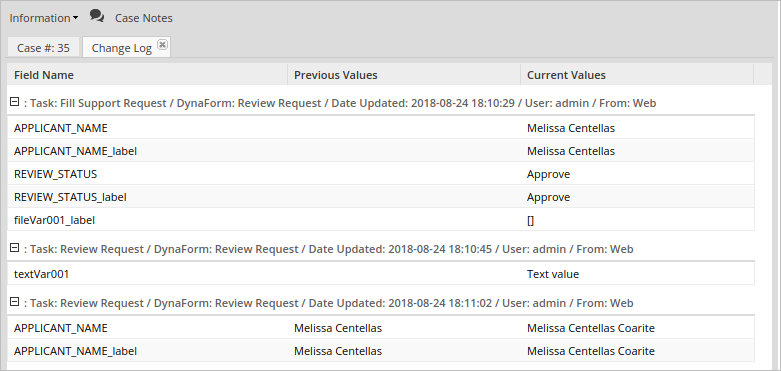 Information Case Notes
Case #: 35 Change Log
Field Name Previous Values Current Values
: Task: Fill Support Request / DynaForm: Review Request / Date Updated: 2018-08-24 18:10:29 / User: admin / From: Web
APPLICANT_NAME Melissa Centellas
APPLICANT_NAME_label Melissa Centellas
REVIEW_STATUS Approve
REVIEW_STATUS_label Approve
fileVar001_label []
: Task: Review Request / DynaForm: Review Request / Date Updated: 2018-08-24 18:10:45 / User: admin / From: Web
textVar001 Text value
: Task: Review Request / DynaForm: Review Request / Date Updated: 2018-08-24 18:11:02 / User: admin / From: Web
APPLICANT_NAME Melissa Centellas Melissa Centellas Coarite
APPLICANT_NAME_label Melissa Centellas Melissa Centellas Coarite